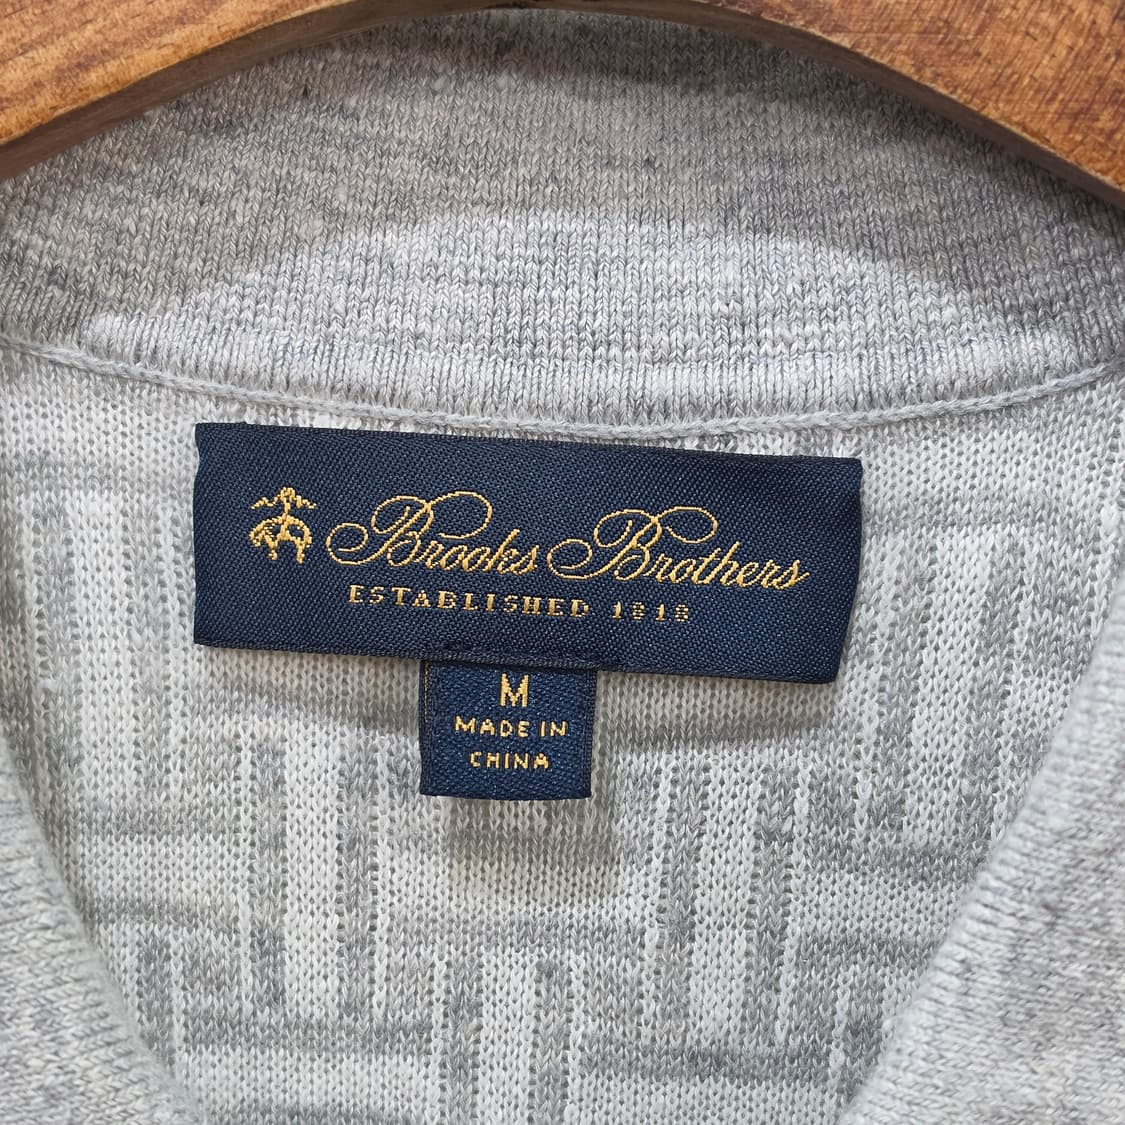 Brooks Brothers
ESTABLISHED 1818
M
MADE IN
CHINA